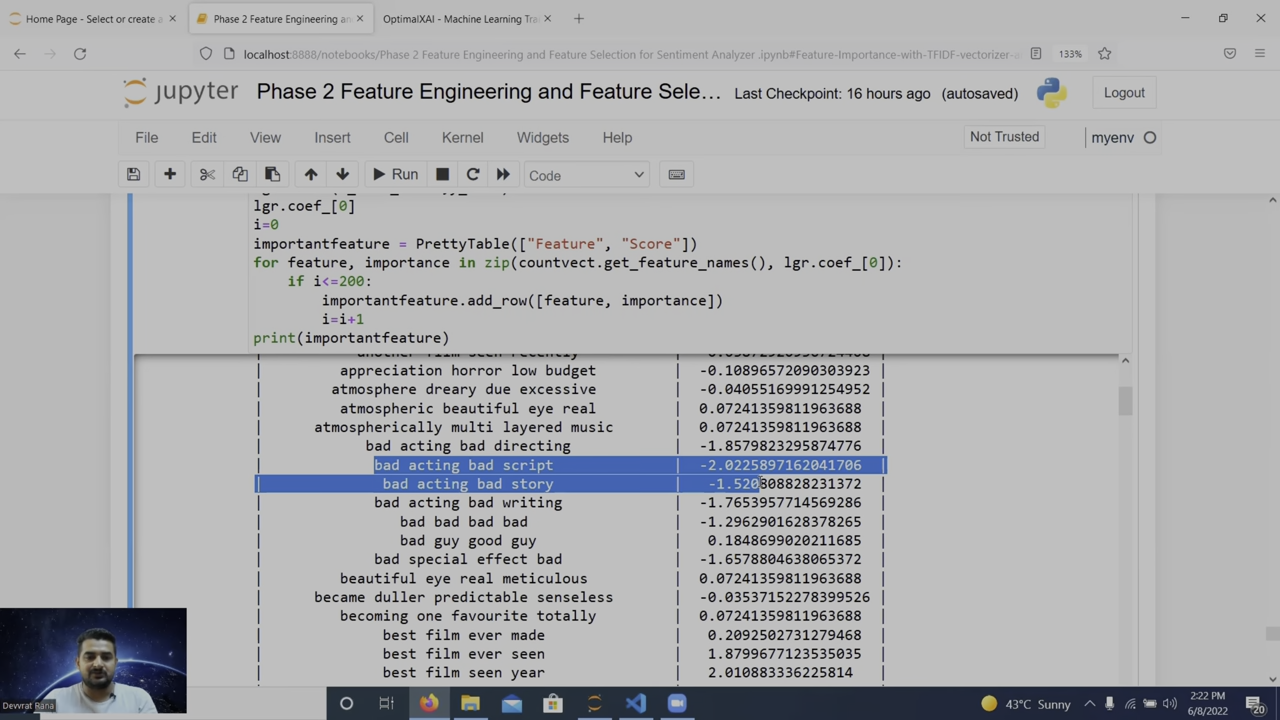 Home Page - Select or create a
Phase 2 Feature Engineering and
OptimalXAI - Machine Learning Tra
localhost:8888/notebooks/Phase 2 Feature Engineering and Feature Selection for Sentiment Analyzer .ipynb#Feature-Importance-with-TFIDF-vectorizer-
133%
jupyter Phase 2 Feature Engineering and Feature Sele... Last Checkpoint: 16 hours ago (autosaved) Logout
File Edit View Insert Cell Kernel Widgets Help Not Trusted myenv
Run Code
lgr.coef_[0]
i=0
importantfeature = PrettyTable(["Feature", "Score"])
for feature, importance in zip(countvect.get_feature_names(), lgr.coef_[0]):
if i<=200:
importantfeature.add_row([feature, importance])
i=i+1
print(importantfeature)
another film seen recently
| appreciation horror low budget | -0.10896572090303923 |
| atmosphere dreary due excessive | -0.04055169991254952 |
| atmospheric beautiful eye real | 0.07241359811963688 |
| atmospherically multi layered music | 0.07241359811963688 |
| bad acting bad directing | -1.8579823295874776 |
| bad acting bad script | -2.0225897162041706 |
| bad acting bad story | -1.520808828231372 |
| bad acting bad writing | -1.7653957714569286 |
| bad bad bad bad | -1.2962901628378265 |
| bad guy good guy | 0.1848699020211685 |
| bad special effect bad | -1.6578804638065372 |
| beautiful eye real meticulous | 0.07241359811963688 |
| became duller predictable senseless | -0.03537152278399526 |
| becoming one favourite totally | 0.07241359811963688 |
| best film ever made | 0.2092502731279468 |
| best film ever seen | 1.8799677123535035 |
| best film seen year | 2.010883336225814 |
Devvrat Rana
43°C Sunny
2:22 PM
6/8/2022
20